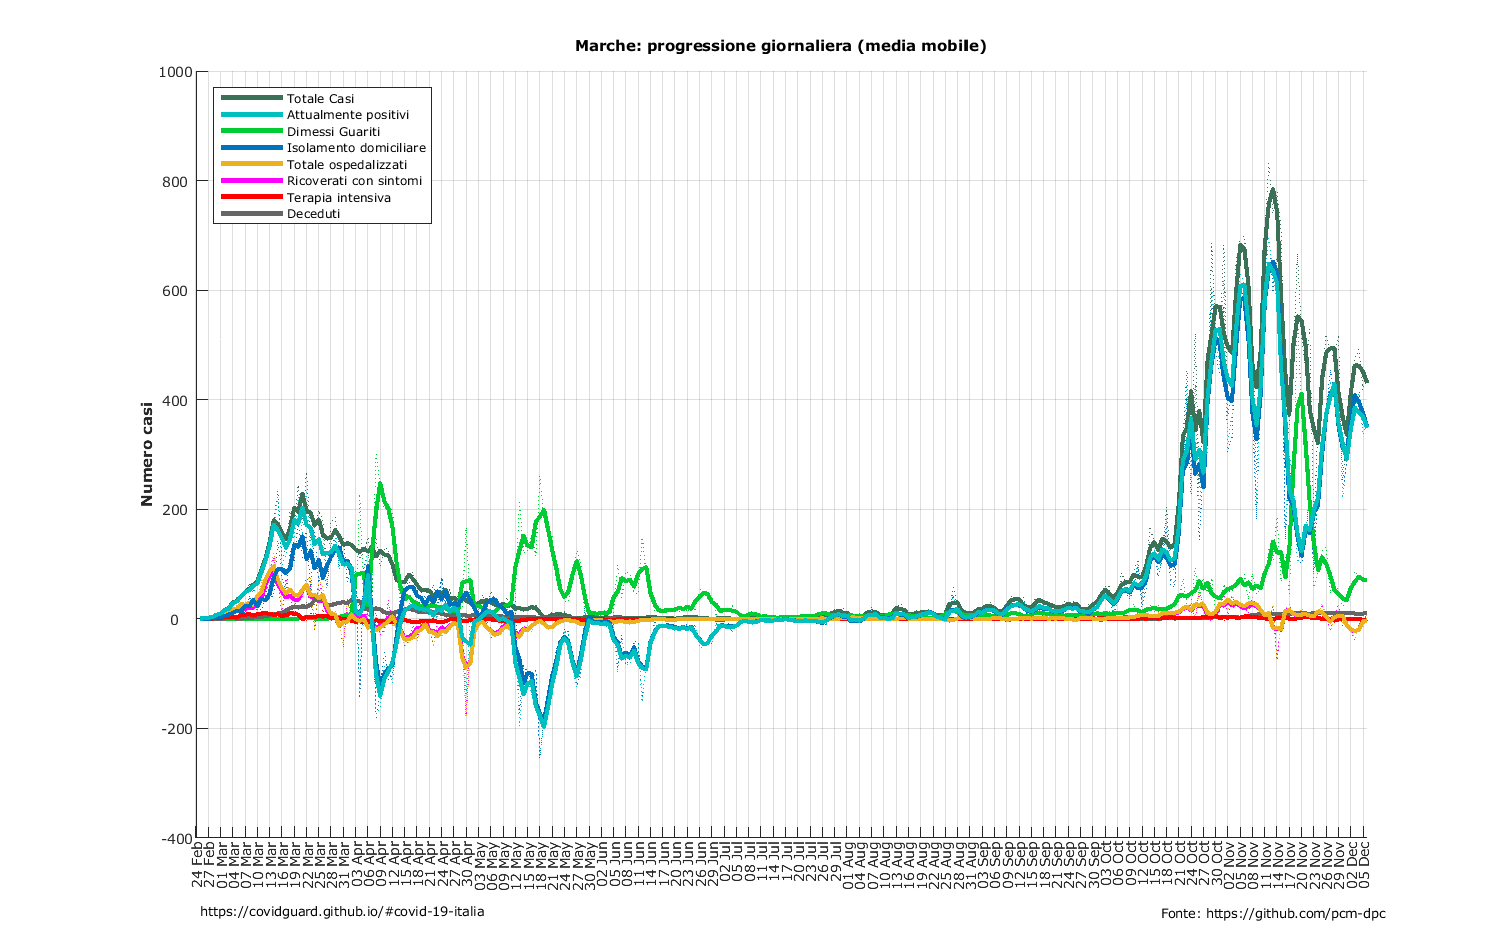 Marche: progressione giornaliera (media mobile)
1000
800
600
400
200
0
-200
-400
Numero casi
Totale Casi
Attualmente positivi
Dimessi Guariti
Isolamento domiciliare
Totale ospedalizzati
Ricoverati con sintomi
Terapia intensiva
Deceduti
24 Feb
27 Feb
01 Mar
04 Mar
07 Mar
10 Mar
13 Mar
16 Mar
19 Mar
22 Mar
25 Mar
28 Mar
31 Mar
03 Apr
06 Apr
09 Apr
12 Apr
15 Apr
18 Apr
21 Apr
24 Apr
27 Apr
30 Apr
03 May
06 May
09 May
12 May
15 May
18 May
21 May
24 May
27 May
30 May
02 Jun
05 Jun
08 Jun
11 Jun
14 Jun
17 Jun
20 Jun
23 Jun
26 Jun
29 Jun
02 Jul
05 Jul
08 Jul
11 Jul
14 Jul
17 Jul
20 Jul
23 Jul
26 Jul
29 Jul
01 Aug
04 Aug
07 Aug
10 Aug
13 Aug
16 Aug
19 Aug
22 Aug
25 Aug
28 Aug
31 Aug
03 Sep
06 Sep
09 Sep
12 Sep
15 Sep
18 Sep
21 Sep
24 Sep
27 Sep
30 Sep
03 Oct
06 Oct
09 Oct
12 Oct
15 Oct
18 Oct
21 Oct
24 Oct
27 Oct
30 Oct
02 Nov
05 Nov
08 Nov
11 Nov
14 Nov
17 Nov
20 Nov
23 Nov
26 Nov
29 Nov
02 Dec
05 Dec
https://covidguard.github.io/#covid-19-italia
Fonte: https://github.com/pcm-dpc